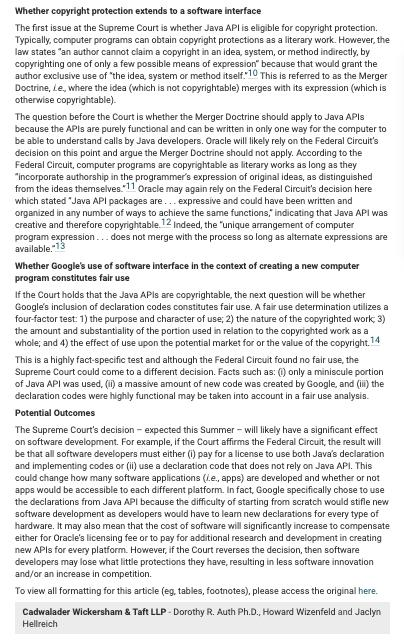 Whether copyright protection extends to a software interface
The first issue at the Supreme Court is whether Java API is eligible for copyright protection.
Typically, computer programs can obtain copyright protections as a literary work. However, the
law states "an author cannot claim a copyright in an idea, system, or method indirectly, by
copyrighting one of only a few possible means of expression" because that would grant the
author exclusive use of "the idea, system or method itself."10 This is referred to as the Merger
Doctrine, i.e., where the idea (which is not copyrightable) merges with its expression (which is
otherwise copyrightable).
The question before the Court is whether the Merger Doctrine should apply to Java APIs
because the APIs are purely functional and can be written in only one way for the computer to
be able to understand calls by Java developers. Oracle will likely rely on the Federal Circuit's
decision on this point and argue the Merger Doctrine should not apply. According to the
Federal Circuit, computer programs are copyrightable as literary works as long as they
"incorporate authorship in the programmer's expression of original ideas, as distinguished
from the ideas themselves."11 Oracle may again rely on the Federal Circuit's decision here
which stated "Java API packages are . . . expressive and could have been written and
organized in any number of ways to achieve the same functions," indicating that Java API was
creative and therefore copyrightable.12 Indeed, the "unique arrangement of computer
program expression . . . does not merge with the process so long as alternate expressions are
available."13
Whether Google's use of software interface in the context of creating a new computer
program constitutes fair use
If the Court holds that the Java APIs are copyrightable, the next question will be whether
Google's inclusion of declaration codes constitutes fair use. A fair use determination utilizes a
four-factor test: 1) the purpose and character of use; 2) the nature of the copyrighted work; 3)
the amount and substantiality of the portion used in relation to the copyrighted work as a
whole; and 4) the effect of use upon the potential market for or the value of the copyright.14
This is a highly fact-specific test and although the Federal Circuit found no fair use, the
Supreme Court could come to a different decision. Facts such as: (i) only a miniscule portion
of Java API was used, (ii) a massive amount of new code was created by Google, and (iii) the
declaration codes were highly functional may be taken into account in a fair use analysis.
Potential Outcomes
The Supreme Court's decision – expected this Summer – will likely have a significant effect
on software development. For example, if the Court affirms the Federal Circuit, the result will
be that all software developers must either (i) pay for a license to use both Java's declaration
and implementing codes or (ii) use a declaration code that does not rely on Java API. This
could change how many software applications (i.e., apps) are developed and whether or not
apps would be accessible to each different platform. In fact, Google specifically chose to use
the declarations from Java API because the difficulty of starting from scratch would stifle new
software development as developers would have to learn new declarations for every type of
hardware. It may also mean that the cost of software will significantly increase to compensate
either for Oracle's licensing fee or to pay for additional research and development in creating
new APIs for every platform. However, if the Court reverses the decision, then software
developers may lose what little protections they have, resulting in less software innovation
and/or an increase in competition.
To view all formatting for this article (eg, tables, footnotes), please access the original here.
Cadwalader Wickersham & Taft LLP - Dorothy R. Auth Ph.D., Howard Wizenfeld and Jaclyn
Hellreich